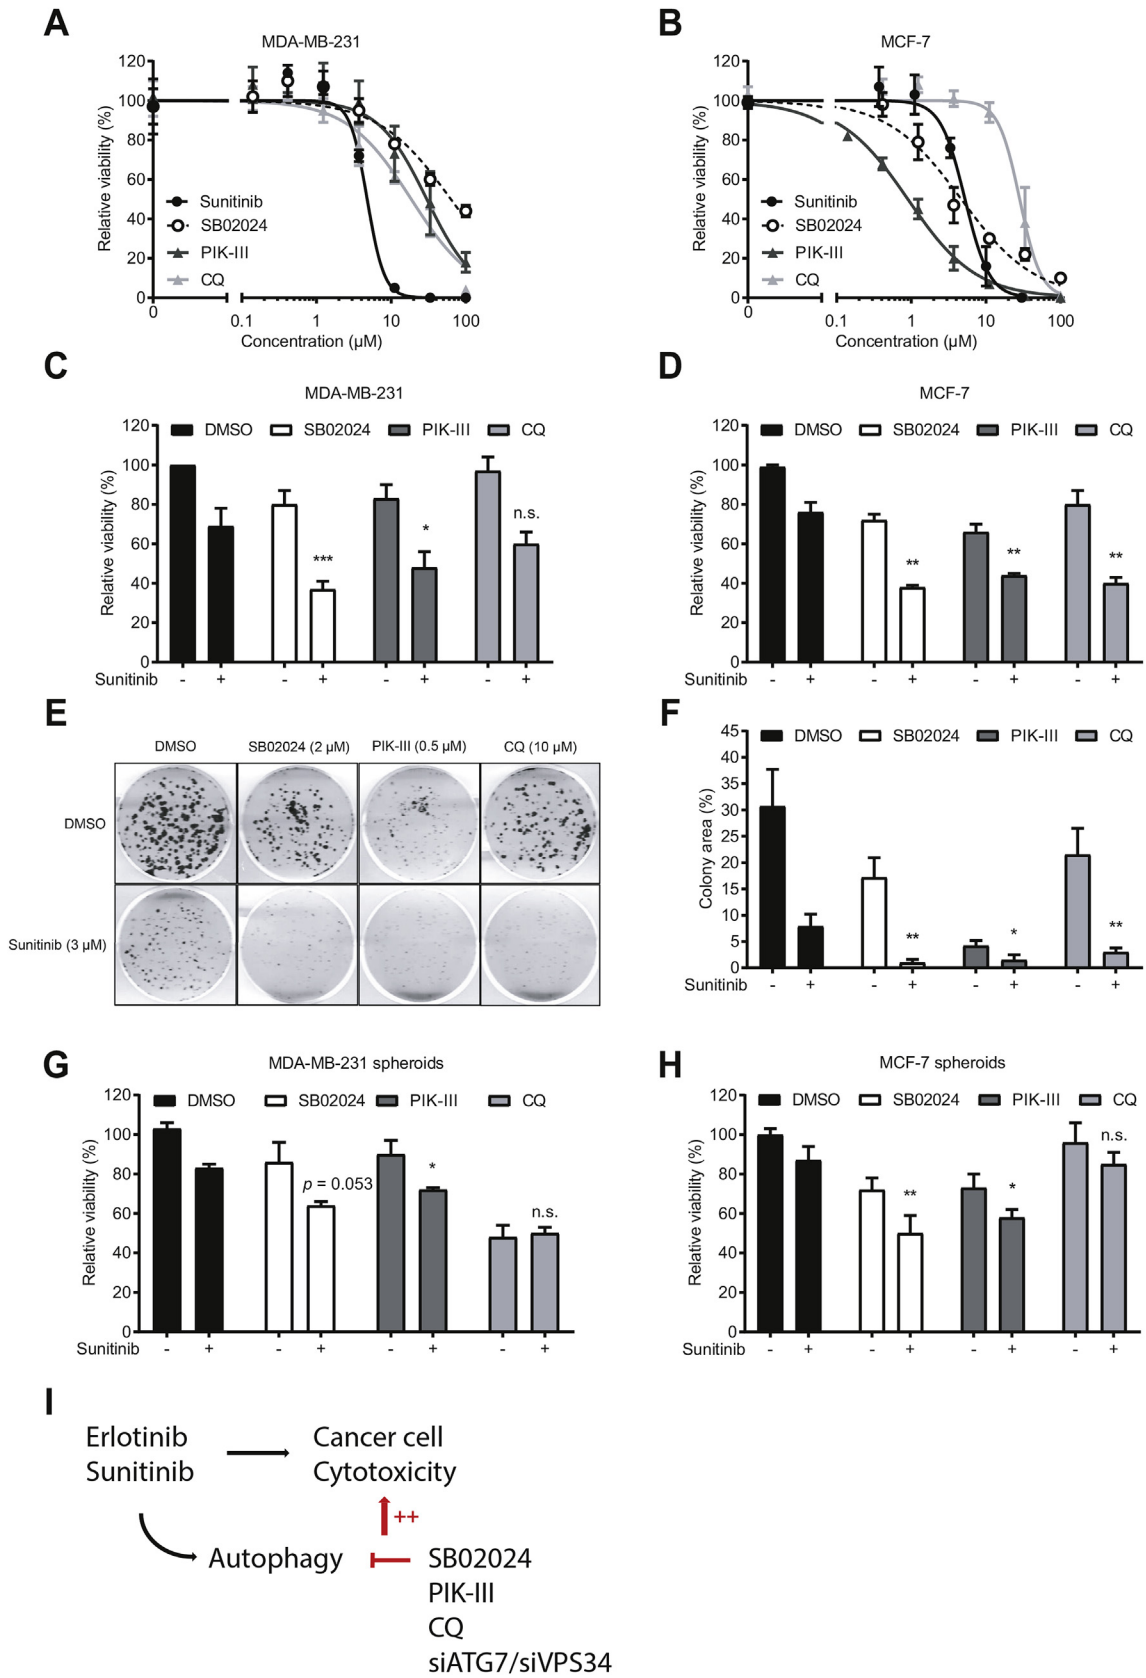 A
MDA-MB-231
Relative viability (%)
120
100
80
60
40
20
0
Sunitinib
SB02024
PIK-III
CQ
0 0.1 1 10 100
Concentration (µM)
B
MCF-7
Relative viability (%)
120
100
80
60
40
20
0
Sunitinib
SB02024
PIK-III
CQ
0 0.1 1 10 100
Concentration (µM)
C
MDA-MB-231
DMSO SB02024 PIK-III CQ
Relative viability (%)
120
100
80
60
40
20
0
***
*
n.s.
Sunitinib - + - + - + - +
D
MCF-7
DMSO SB02024 PIK-III CQ
Relative viability (%)
120
100
80
60
40
20
0
**
**
**
Sunitinib - + - + - + - +
E
DMSO SB02024 (2 µM) PIK-III (0.5 µM) CQ (10 µM)
DMSO
Sunitinib (3 µM)
F
DMSO SB02024 PIK-III CQ
Colony area (%)
45
40
35
30
25
20
15
10
5
0
**
*
**
Sunitinib - + - + - + - +
G
MDA-MB-231 spheroids
DMSO SB02024 PIK-III CQ
Relative viability (%)
120
100
80
60
40
20
0
p = 0.053
*
n.s.
Sunitinib - + - + - + - +
H
MCF-7 spheroids
DMSO SB02024 PIK-III CQ
Relative viability (%)
120
100
80
60
40
20
0
**
*
n.s.
Sunitinib - + - + - + - +
I
Erlotinib
Sunitinib
Cancer cell
Cytotoxicity
++
Autophagy
SB02024
PIK-III
CQ
siATG7/siVPS34